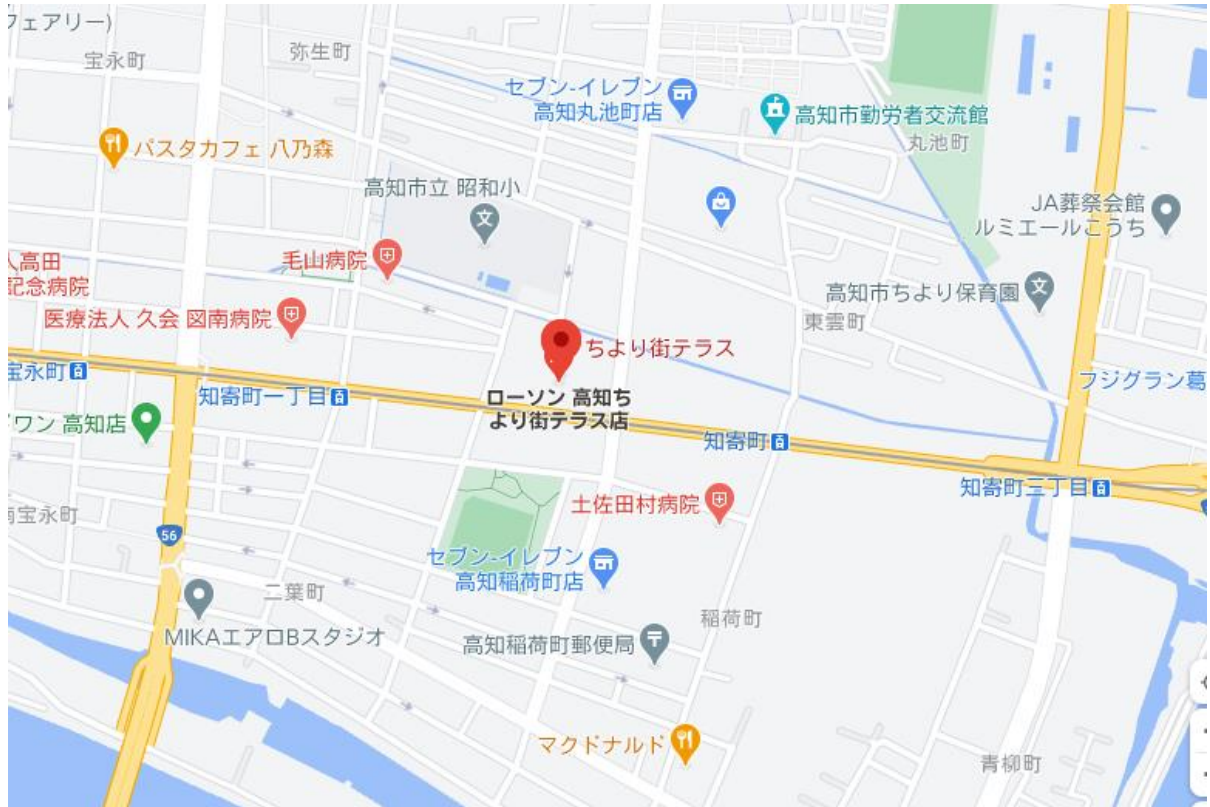 フェアリー)
宝永町
弥生町
セブン-イレブン
高知丸池町店
高知市勤労者交流館
丸池町
パスタカフェ 八乃森
高知市立 昭和小
文
JA葬祭会館
ルミエールこうち
毛山病院
人高田
記念病院
高知市ちより保育園
文
医療法人 久会 図南病院
東雲町
ちより街テラス
宝永町
フジグラン葛
知寄町一丁目
ローソン 高知ち
より街テラス店
ワン 高知店
知寄町
知寄町三丁目
土佐田村病院
南宝永町
56
セブン-イレブン
高知稲荷町店
二葉町
稲荷町
MIKAエアロBスタジオ
高知稲荷町郵便局
マクドナルド
青柳町